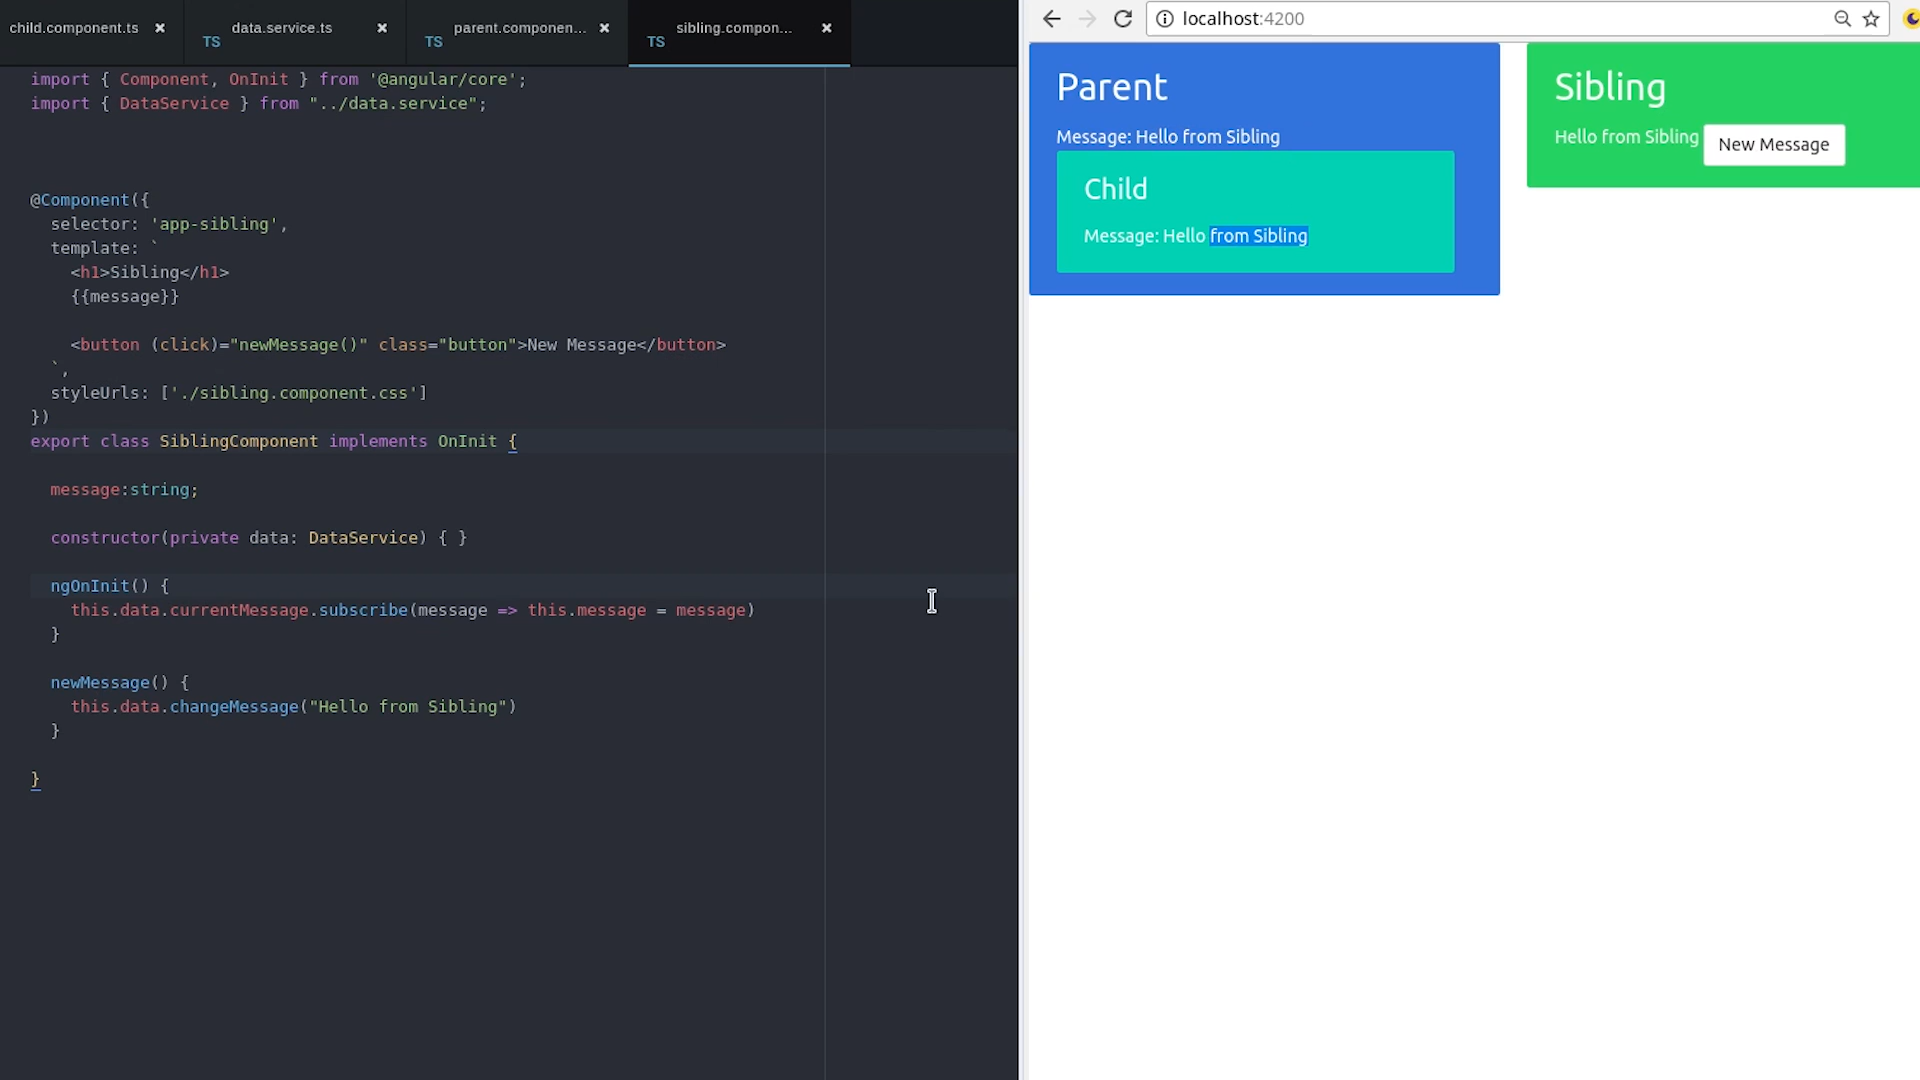 child.component.ts ×
TS data.service.ts ×
TS parent.componen... ×
TS sibling.compon... ×
import { Component, OnInit } from '@angular/core';
import { DataService } from "../data.service";
@Component({
selector: 'app-sibling',
template: `
<h1>Sibling</h1>
{{message}}
<button (click)="newMessage()" class="button">New Message</button>
`,
styleUrls: ['./sibling.component.css']
})
export class SiblingComponent implements OnInit {
message:string;
constructor(private data: DataService) { }
ngOnInit() {
this.data.currentMessage.subscribe(message => this.message = message)
}
newMessage() {
this.data.changeMessage("Hello from Sibling")
}
}
localhost:4200
Parent
Message: Hello from Sibling
Child
Message: Hello from Sibling
Sibling
Hello from Sibling New Message